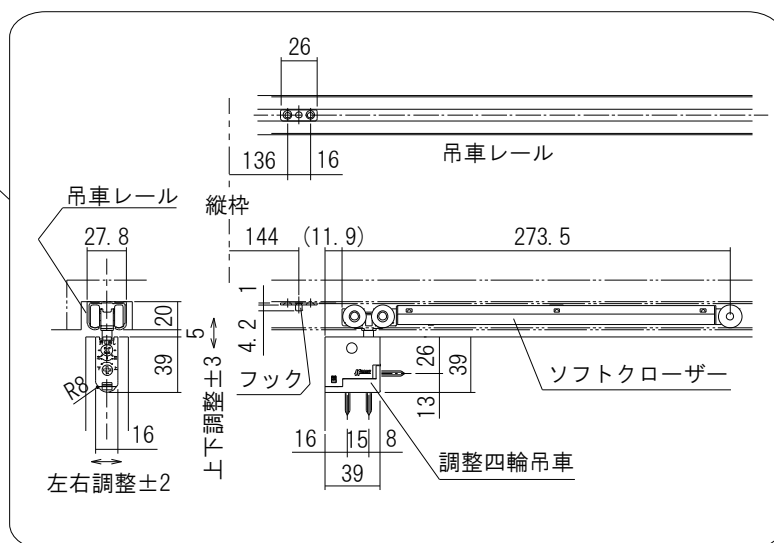 26
136
16
吊車レール
吊車レール
縦枠
27.8
144
(11.9)
273.5
1
20
5
4.2
39
R8
16
左右調整±2
上下調整±3
フック
26
39
13
ソフトクローザー
16
15
8
39
調整四輪吊車